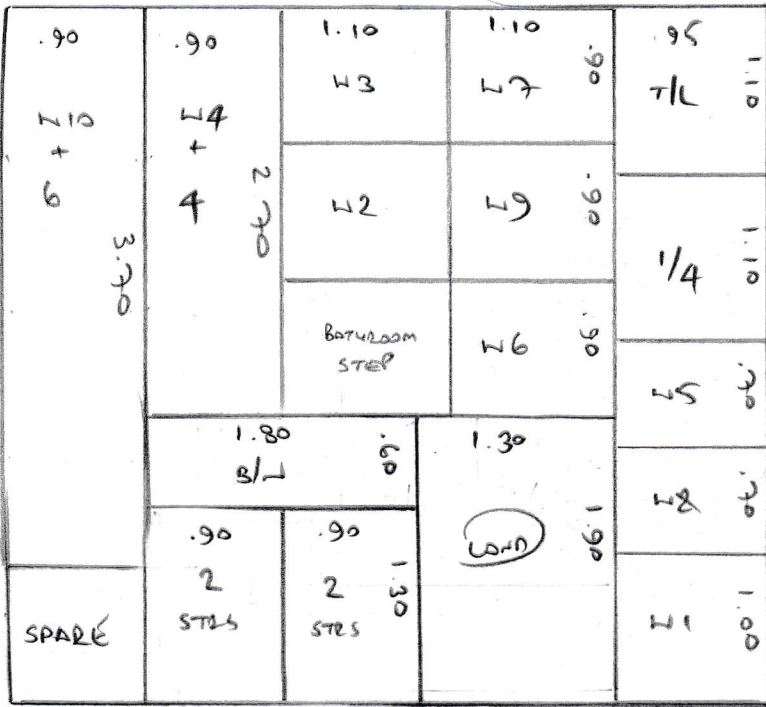 .90
W10
+
6
3.70
.90
W4
+
4
2.70
1.10
W3
1.10
W7
.90
.95
T/L
1.10
W2
W9
.90
1/4
1.10
BATHROOM
STEP
W6
.90
W5
.70
1.80
B/L
.60
1.30
LAND
1.90
W8
.70
.90
2
STRS
.90
2
STRS
1.30
W1
1.00
SPARE